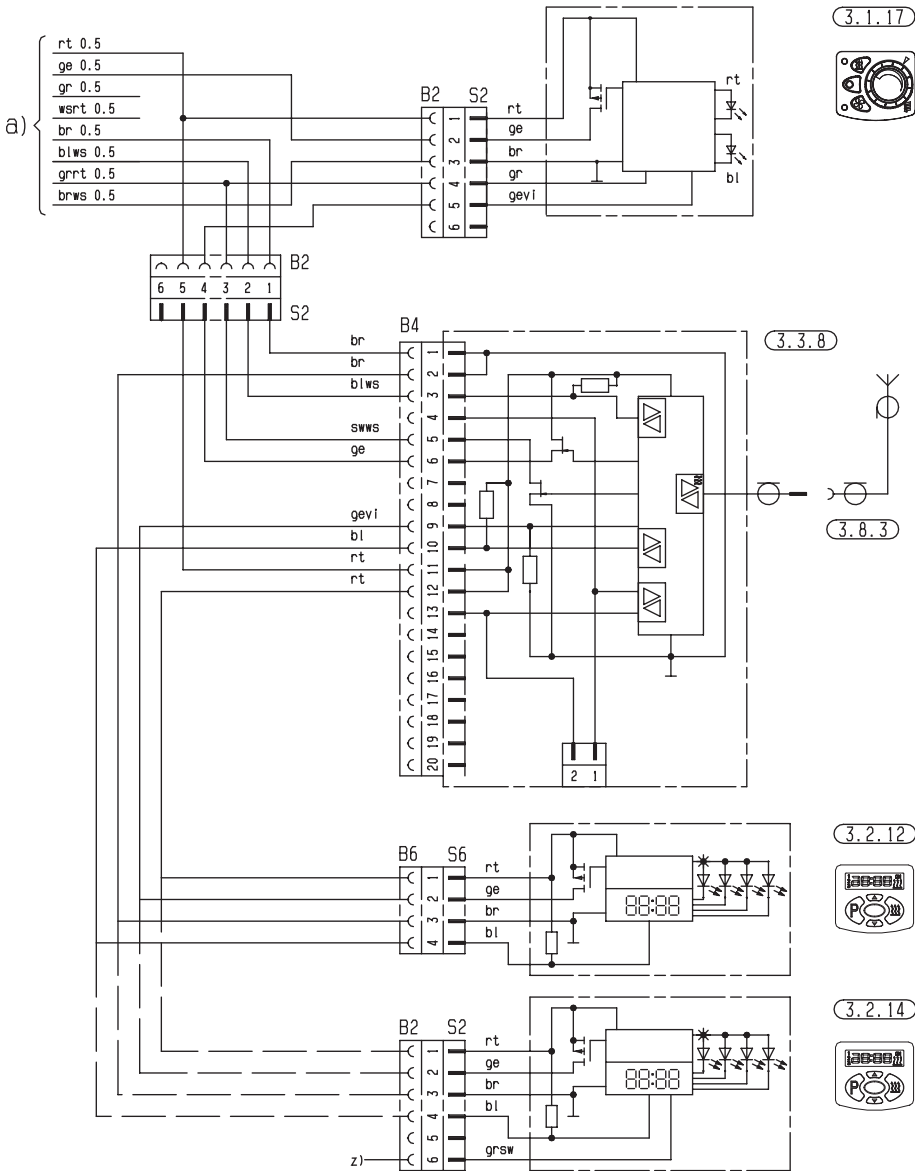 a)
rt 0.5
ge 0.5
gr 0.5
wsrt 0.5
br 0.5
blws 0.5
grrt 0.5
brws 0.5
B2 S2
1
2
3
4
5
6
rt
ge
br
gr
gevi
rt
bl
3.1.17
B2
6 5 4 3 2 1
S2
br
br
blws
swws
ge
gevi
bl
rt
rt
B4
1
2
3
4
5
6
7
8
9
10
11
12
13
14
15
16
17
18
19
20
2 1
3.3.8
3.8.3
B6 S6
1
2
3
4
rt
ge
br
bl
88:88
3.2.12
88:88
P
B2 S2
1
2
3
4
5
6
rt
ge
br
bl
grsw
z)
88:88
3.2.14
88:88
P